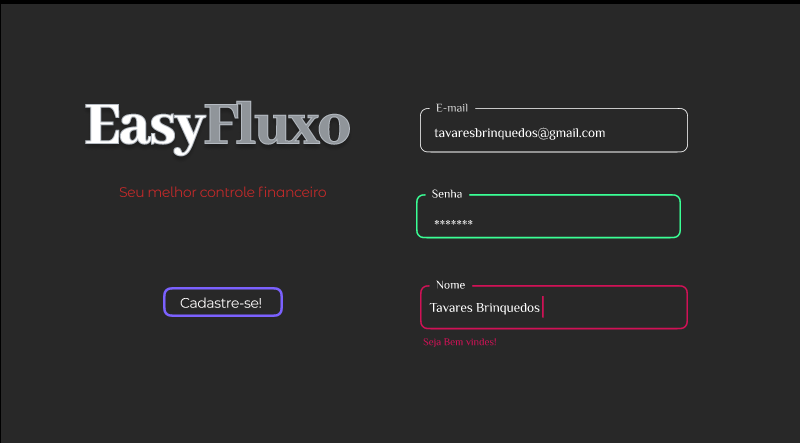 EasyFluxo
Seu melhor controle financeiro
Cadastre-se!
E-mail
tavaresbrinquedos@gmail.com
Senha
*******
Nome
Tavares Brinquedos
Seja Bem vindos!